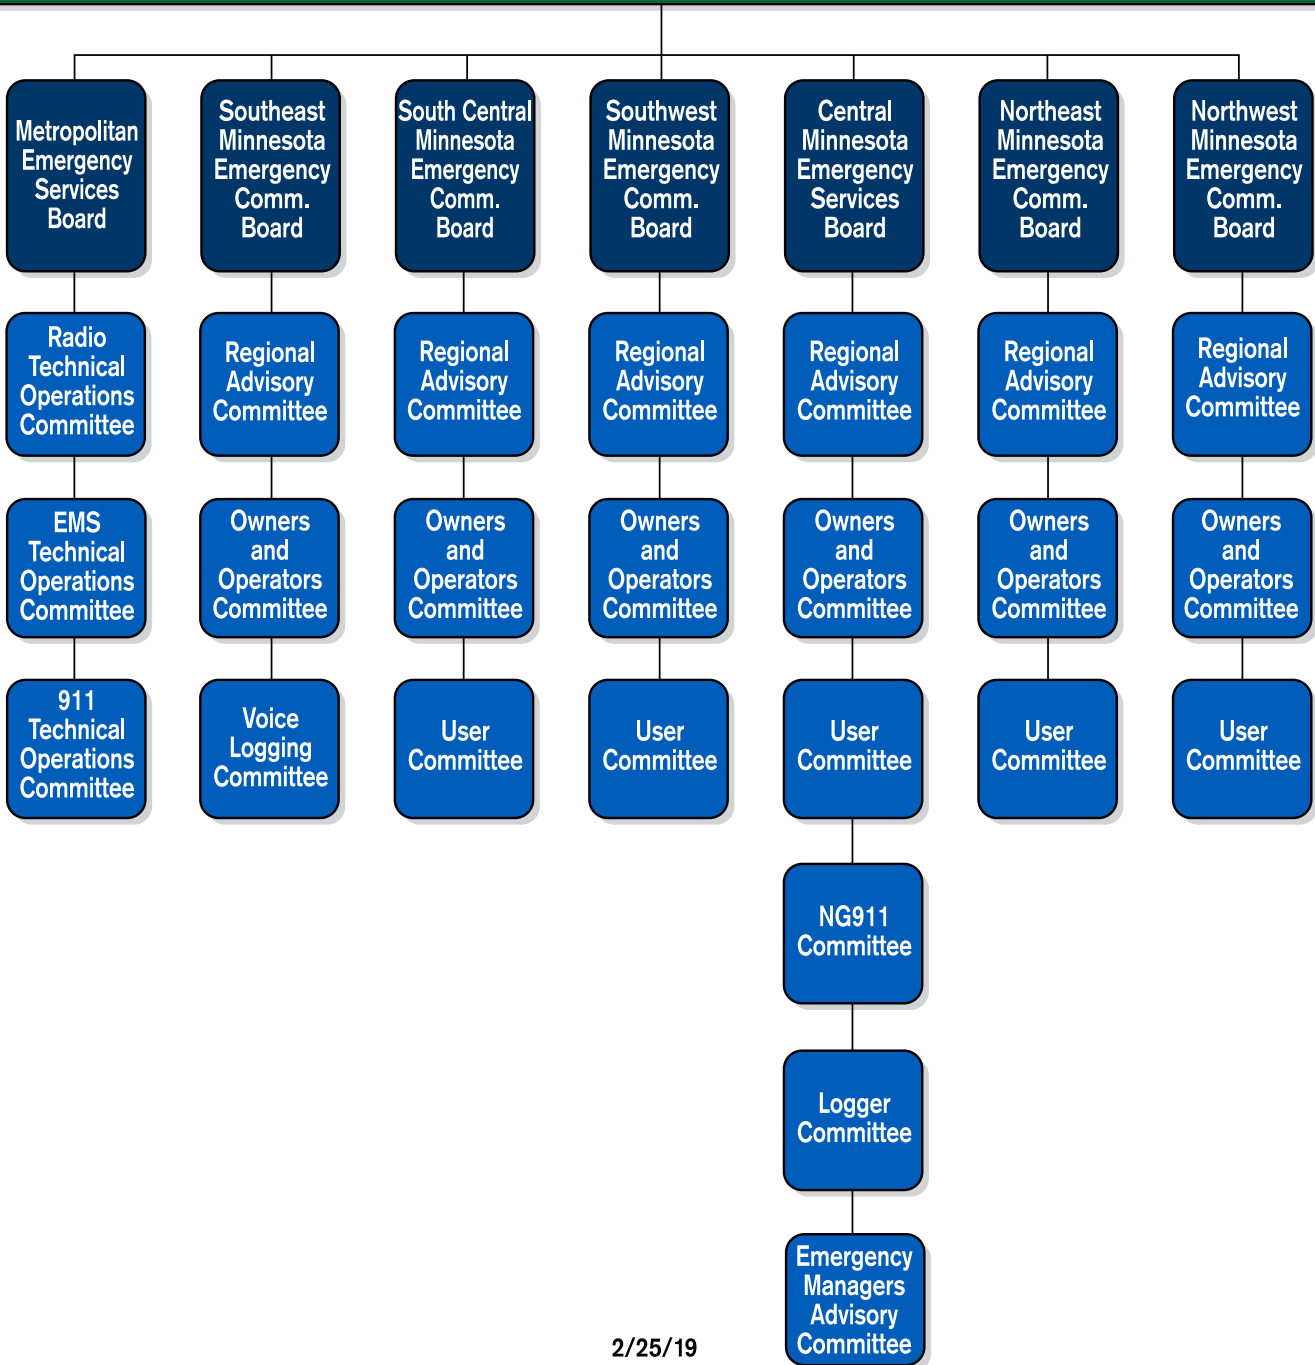 Metropolitan
Emergency
Services
Board
Southeast
Minnesota
Emergency
Comm.
Board
South Central
Minnesota
Emergency
Comm.
Board
Southwest
Minnesota
Emergency
Comm.
Board
Central
Minnesota
Emergency
Services
Board
Northeast
Minnesota
Emergency
Comm.
Board
Northwest
Minnesota
Emergency
Comm.
Board
Radio
Technical
Operations
Committee
Regional
Advisory
Committee
Regional
Advisory
Committee
Regional
Advisory
Committee
Regional
Advisory
Committee
Regional
Advisory
Committee
Regional
Advisory
Committee
EMS
Technical
Operations
Committee
Owners
and
Operators
Committee
Owners
and
Operators
Committee
Owners
and
Operators
Committee
Owners
and
Operators
Committee
Owners
and
Operators
Committee
Owners
and
Operators
Committee
911
Technical
Operations
Committee
Voice
Logging
Committee
User
Committee
User
Committee
User
Committee
User
Committee
User
Committee
NG911
Committee
Logger
Committee
Emergency
Managers
Advisory
Committee
2/25/19